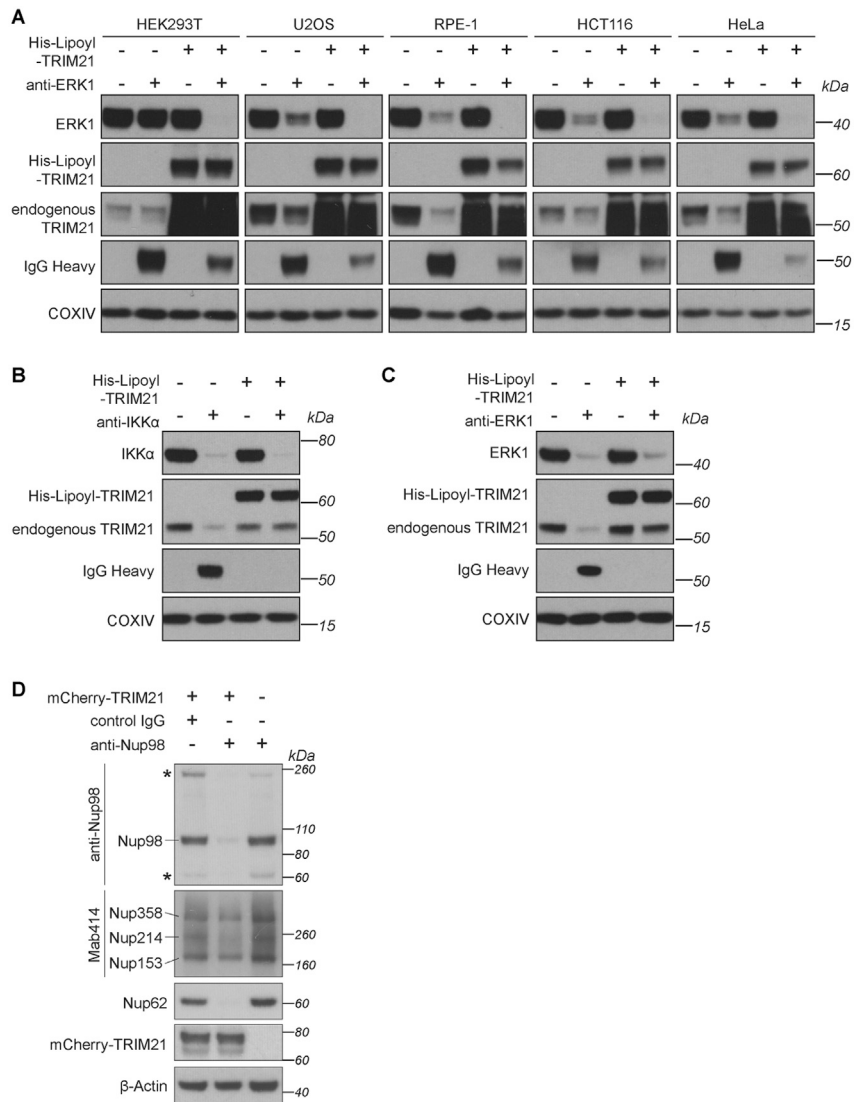 A
HEK293T U2OS RPE-1 HCT116 HeLa
His-Lipoyl
-TRIM21
- - + + - - + + - - + + - - + + - - + +
anti-ERK1 - + - + - + - + - + - + - + - + - + - + kDa
ERK1 40
His-Lipoyl
-TRIM21
60
endogenous
TRIM21
50
IgG Heavy 50
COXIV 15
B
His-Lipoyl
-TRIM21
- - + +
anti-IKKα - + - + kDa
80
IKKα
His-Lipoyl-TRIM21 60
endogenous TRIM21 50
IgG Heavy 50
COXIV 15
C
His-Lipoyl
-TRIM21
- - + +
anti-ERK1 - + - + kDa
ERK1 40
His-Lipoyl-TRIM21 60
endogenous TRIM21 50
IgG Heavy 50
COXIV 15
D
mCherry-TRIM21 + + -
control IgG + - -
anti-Nup98 - + + kDa
anti-Nup98
* 260
110
Nup98
80
* 60
Mab414
Nup358
Nup214 260
Nup153 160
Nup62 60
mCherry-TRIM21 80
60
β-Actin 40